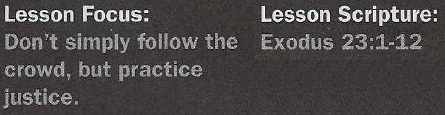 Lesson Focus:
Don't simply follow the
crowd, but practice
justice.
Lesson Scripture:
Exodus 23:1-12